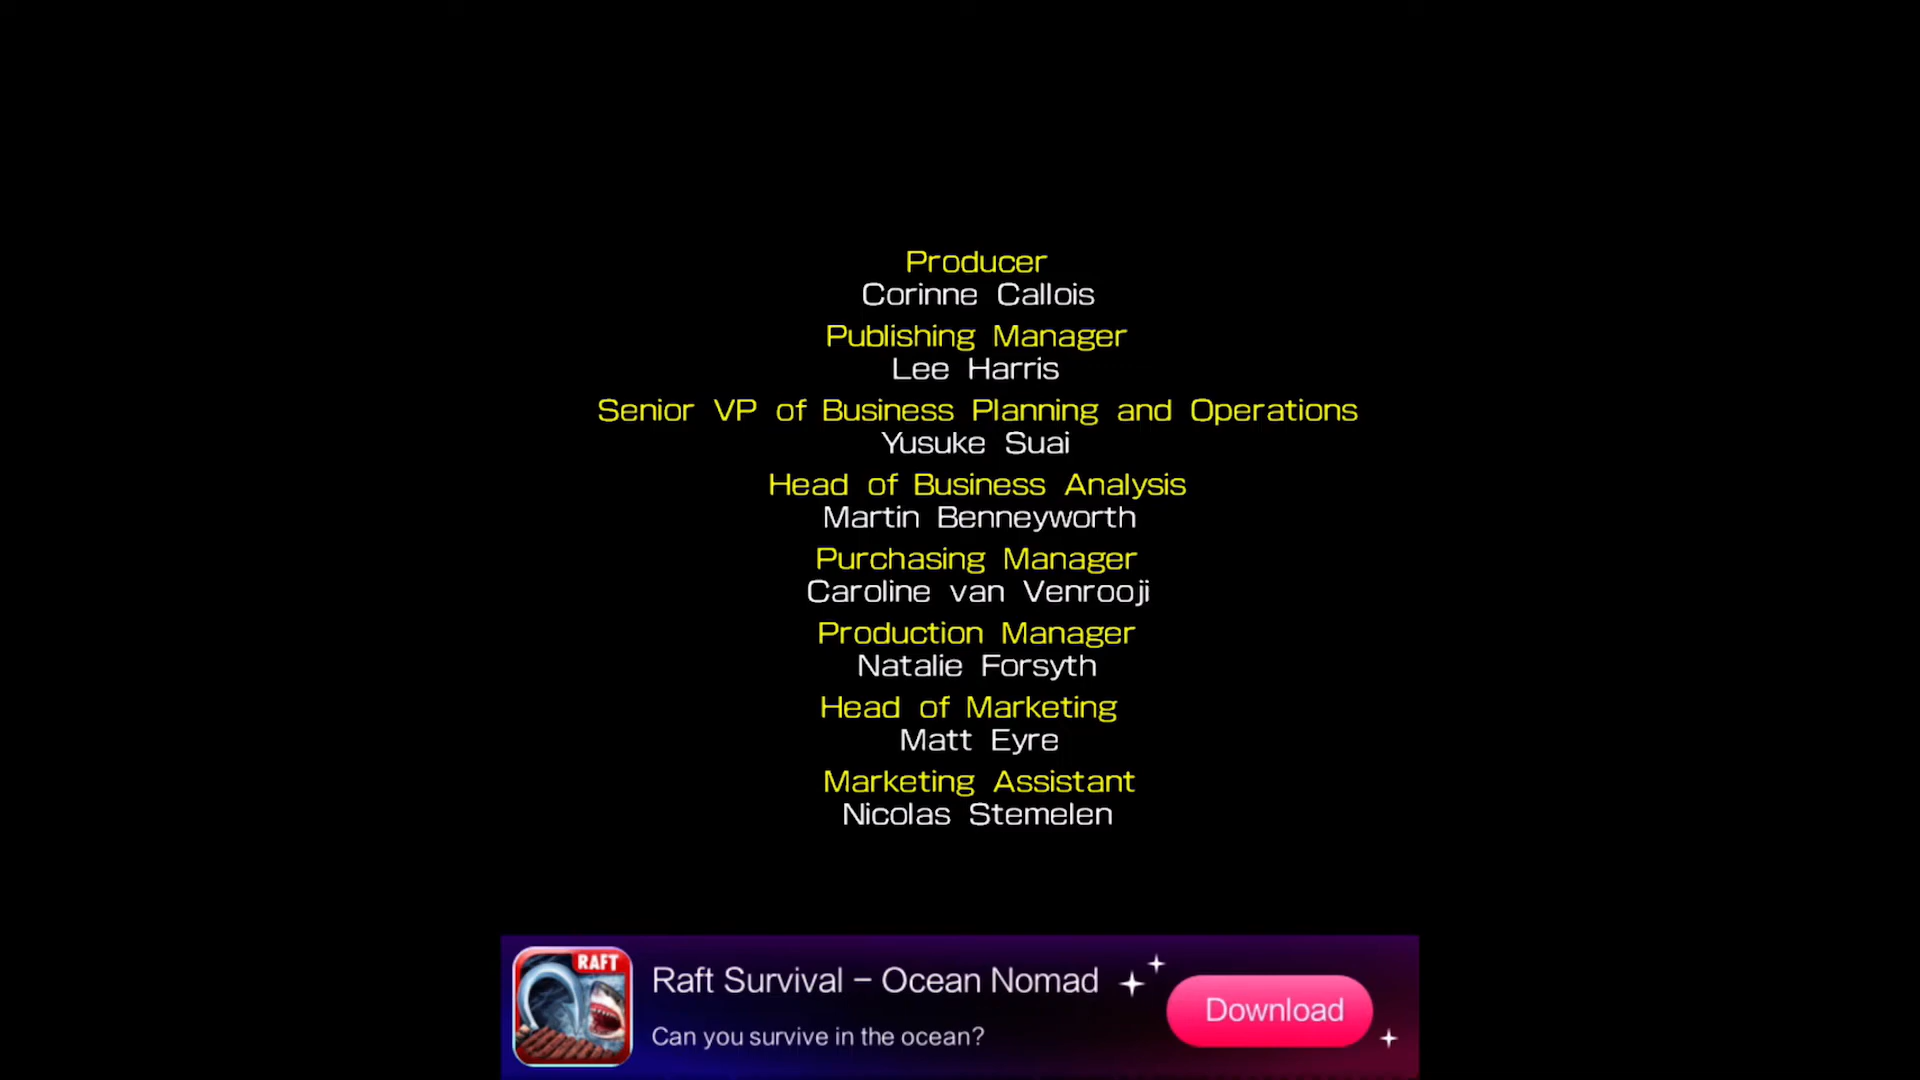 Producer
Corinne Callois
Publishing Manager
Lee Harris
Senior VP of Business Planning and Operations
Yusuke Suai
Head of Business Analysis
Martin Benneyworth
Purchasing Manager
Caroline van Venrooji
Production Manager
Natalie Forsyth
Head of Marketing
Matt Eyre
Marketing Assistant
Nicolas Stemelen
RAFT
Raft Survival – Ocean Nomad
Can you survive in the ocean?
Download